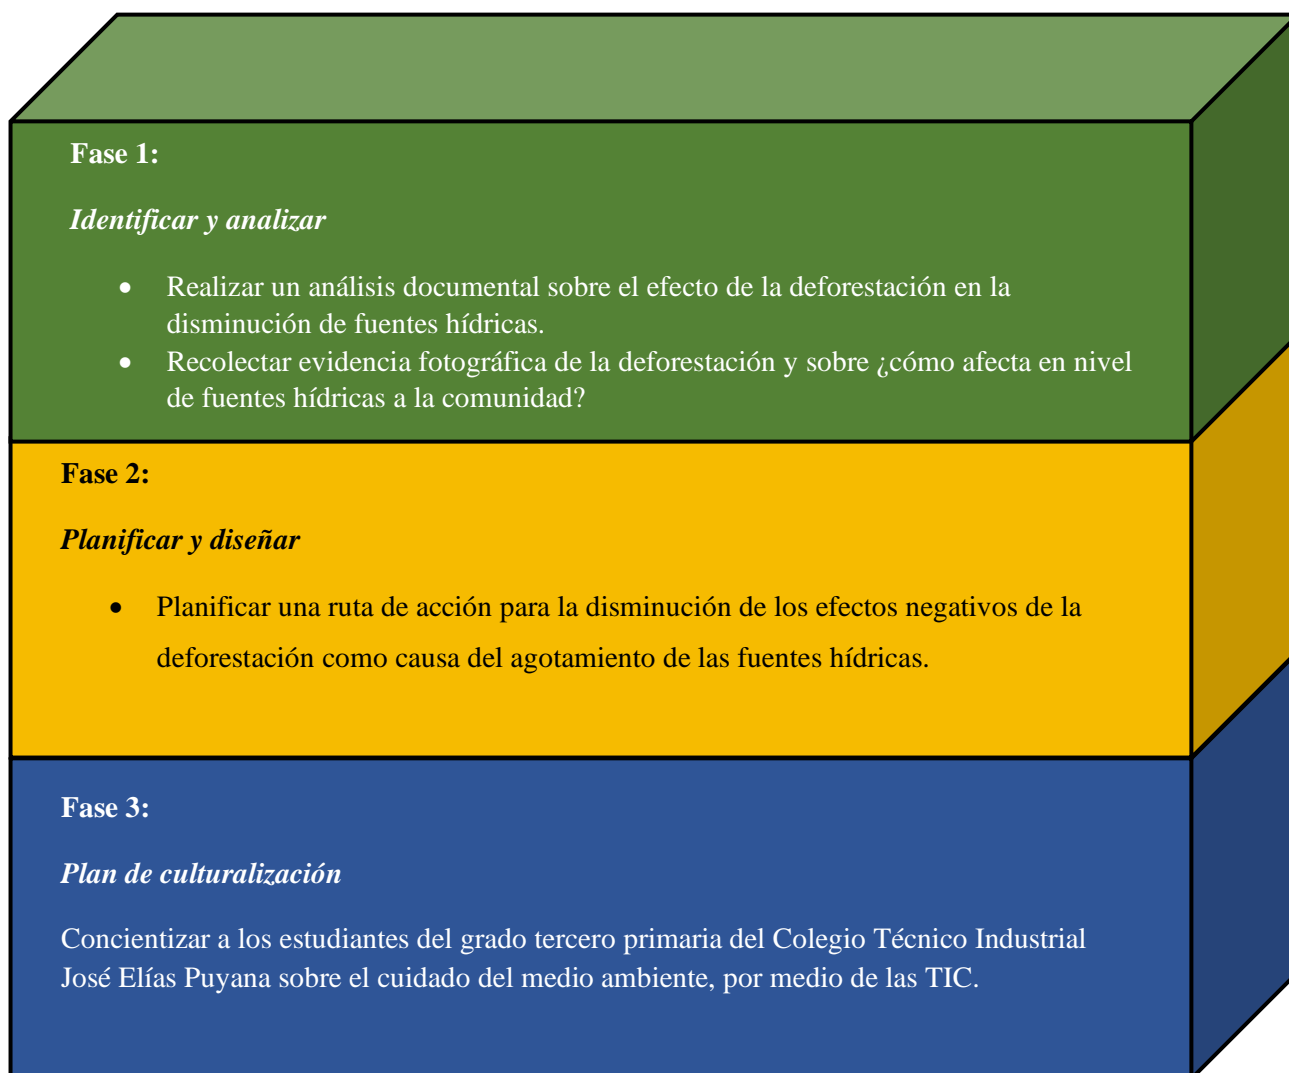 Fase 1:
Identificar y analizar
• Realizar un análisis documental sobre el efecto de la deforestación en la
disminución de fuentes hídricas.
• Recolectar evidencia fotográfica de la deforestación y sobre ¿cómo afecta en nivel
de fuentes hídricas a la comunidad?
Fase 2:
Planificar y diseñar
• Planificar una ruta de acción para la disminución de los efectos negativos de la
deforestación como causa del agotamiento de las fuentes hídricas.
Fase 3:
Plan de culturalización
Concientizar a los estudiantes del grado tercero primaria del Colegio Técnico Industrial
José Elías Puyana sobre el cuidado del medio ambiente, por medio de las TIC.